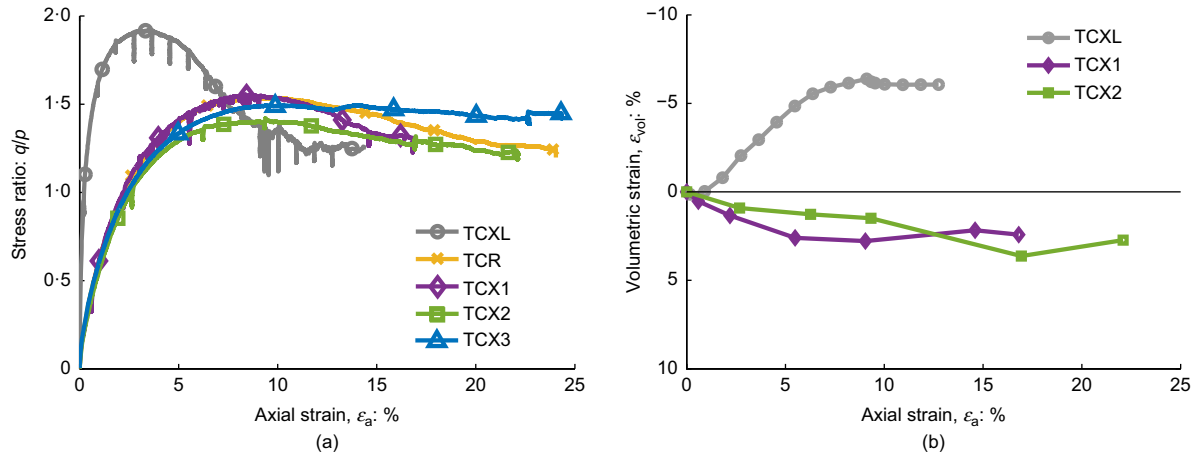 2·0
1·5
1·0
0·5
0
Stress ratio: q/p
0 5 10 15 20 25
Axial strain, εa: %
(a)
TCXL
TCR
TCX1
TCX2
TCX3
−10
−5
0
5
10
Volumetric strain, εvol: %
0 5 10 15 20 25
Axial strain, εa: %
(b)
TCXL
TCX1
TCX2